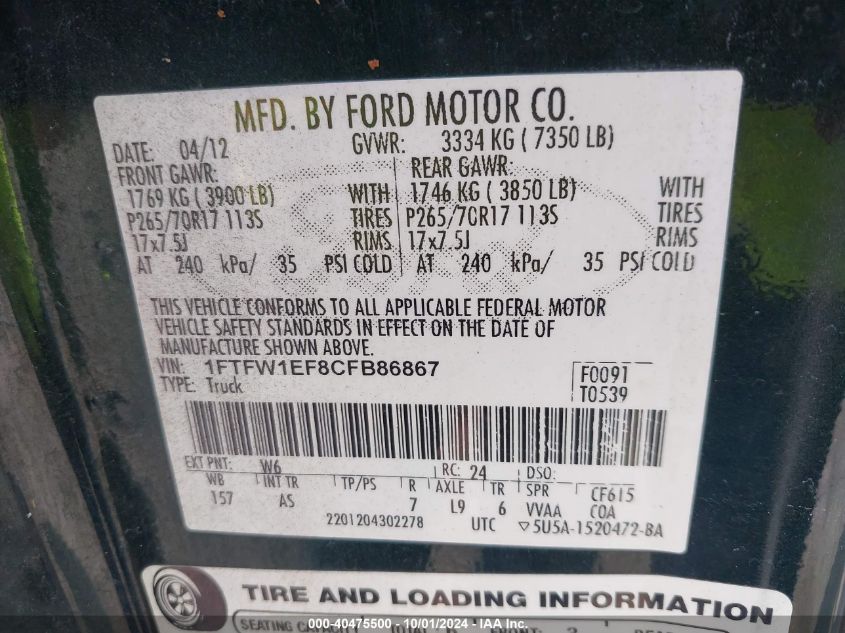 MFD. BY FORD MOTOR CO.
DATE: 04/12 GVWR: 3334 KG ( 7350 LB)
FRONT GAWR: REAR GAWR:
1769 KG ( 3900 LB) WITH 1746 KG ( 3850 LB) WITH
P265/70R17 113S TIRES P265/70R17 113S TIRES
17x7.5J RIMS 17x7.5J RIMS
AT 240 kPa/ 35 PSI COLD AT 240 kPa/ 35 PSI COLD
THIS VEHICLE CONFORMS TO ALL APPLICABLE FEDERAL MOTOR
VEHICLE SAFETY STANDARDS IN EFFECT ON THE DATE OF
MANUFACTURE SHOWN ABOVE.
VIN: 1FTFW1EF8CFB86867 F0091
TYPE: Truck T0539
EXT PNT: W6 RC: 24 DSO:
WB INT TR TP/PS R AXLE TR SPR CF615
157 AS 7 L9 6 VVAA COA
2201204302278 UTC ▽5U5A-1520472-BA
TIRE AND LOADING INFORMATION
SEATING CAPACITY
000-40475500 - 10/01/2024 - IAA Inc.